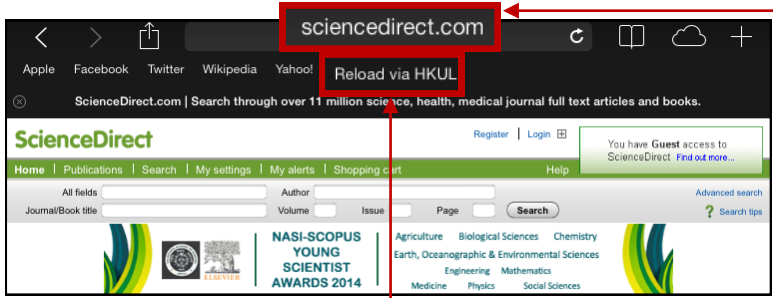 sciencedirect.com
Apple Facebook Twitter Wikipedia Yahoo! Reload via HKUL
ScienceDirect.com | Search through over 11 million science, health, medical journal full text articles and books.
ScienceDirect
Register | Login
You have Guest access to
ScienceDirect Find out more...
Home | Publications | Search | My settings | My alerts | Shopping cart Help
All fields Author Advanced search
Journal/Book title Volume Issue Page Search ? Search tips
ELSEVIER
NASI-SCOPUS
YOUNG
SCIENTIST
AWARDS 2014
Agriculture Biological Sciences Chemistry
Earth, Oceanographic & Environmental Sciences
Engineering Mathematics
Medicine Physics Social Sciences